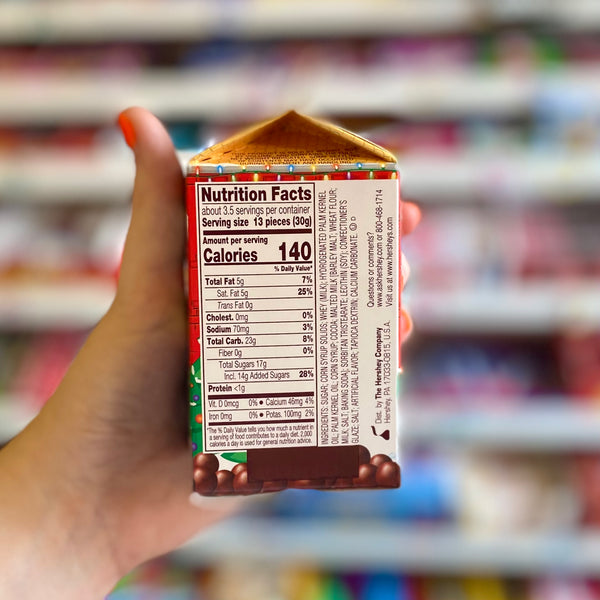 Nutrition Facts
about 3.5 servings per container
Serving size 13 pieces (30g)
Amount per serving
Calories 140
% Daily Value*
Total Fat 5g 7%
Sat. Fat 5g 25%
Trans Fat 0g
Cholest. 0mg 0%
Sodium 70mg 3%
Total Carb. 23g 8%
Fiber 0g 0%
Total Sugars 17g
Incl. 14g Added Sugars 28%
Protein <1g
Vit. D 0mcg 0% • Calcium 46mg 4%
Iron 0mg 0% • Potas. 100mg 2%
*The % Daily Value tells you how much a nutrient in
a serving of food contributes to a daily diet. 2,000
calories a day is used for general nutrition advice.
INGREDIENTS: SUGAR; CORN SYRUP SOLIDS; WHEY (MILK); HYDROGENATED PALM KERNEL
OIL; PALM KERNEL OIL; CORN SYRUP; COCOA; MALTED MILK (BARLEY MALT; WHEAT FLOUR;
MILK; SALT; BAKING SODA); SORBITAN TRISTEARATE; LECITHIN (SOY); CONFECTIONER'S
GLAZE; SALT; ARTIFICIAL FLAVOR; TAPIOCA DEXTRIN; CALCIUM CARBONATE. Ⓤ D
Questions or comments?
www.askhershey.com or 800-468-1714
Visit us at www.hersheys.com
Dist. by The Hershey Company
Hershey, PA 17033-0815, U.S.A.